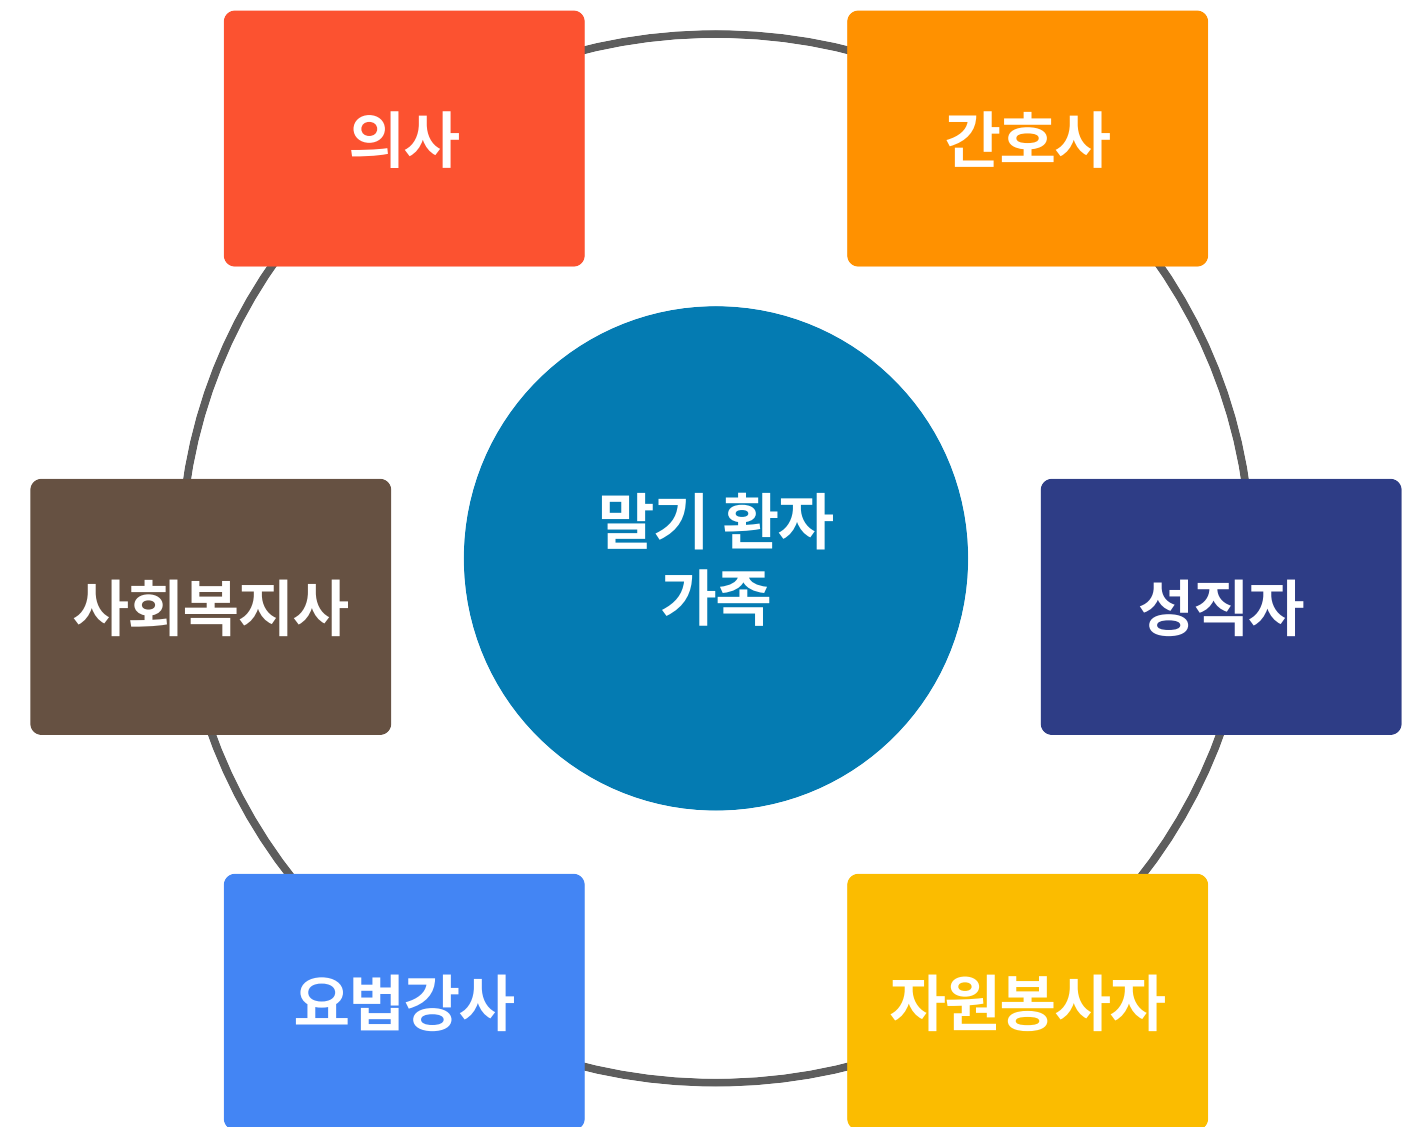 의사
간호사
말기 환자
가족
사회복지사
성직자
요법강사
자원봉사자